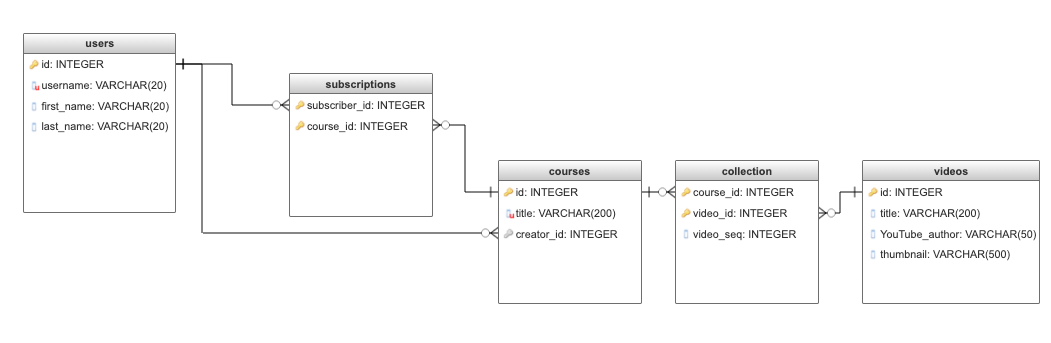 users
id: INTEGER
username: VARCHAR(20)
first_name: VARCHAR(20)
last_name: VARCHAR(20)
subscriptions
subscriber_id: INTEGER
course_id: INTEGER
courses
id: INTEGER
title: VARCHAR(200)
creator_id: INTEGER
collection
course_id: INTEGER
video_id: INTEGER
video_seq: INTEGER
videos
id: INTEGER
title: VARCHAR(200)
YouTube_author: VARCHAR(50)
thumbnail: VARCHAR(500)